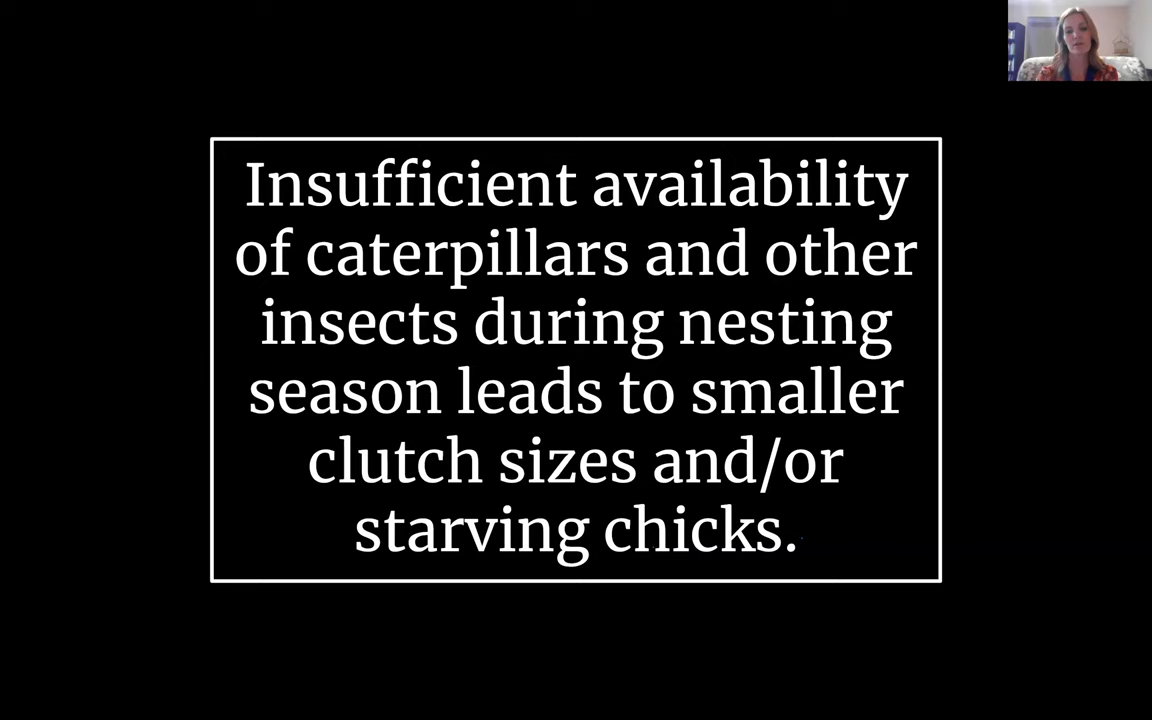 Insufficient availability
of caterpillars and other
insects during nesting
season leads to smaller
clutch sizes and/or
starving chicks.